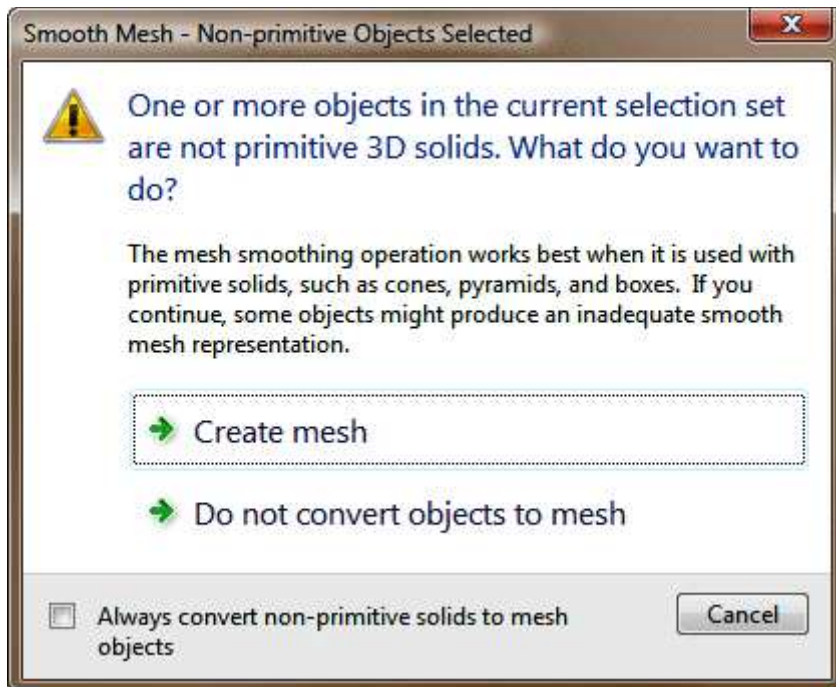 Smooth Mesh - Non-primitive Objects Selected
One or more objects in the current selection set
are not primitive 3D solids. What do you want to
do?
The mesh smoothing operation works best when it is used with
primitive solids, such as cones, pyramids, and boxes.  If you
continue, some objects might produce an inadequate smooth
mesh representation.
Create mesh
Do not convert objects to mesh
Always convert non-primitive solids to mesh
objects
Cancel